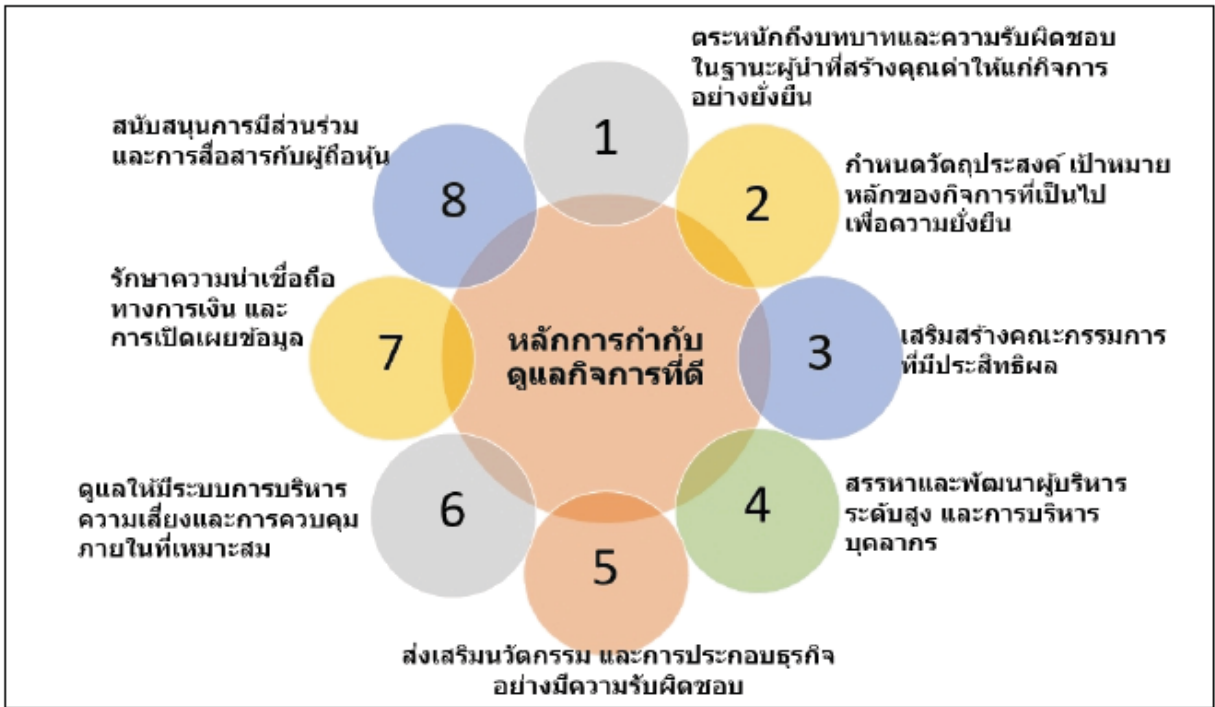 ตระหนักถึงบทบาทและความรับผิดชอบ
ในฐานะผู้นำที่สร้างคุณค่าให้แก่กิจการ
อย่างยั่งยืน
1
กำหนดวัตถุประสงค์ เป้าหมาย
หลักของกิจการที่เป็นไป
เพื่อความยั่งยืน
2
เสริมสร้างคณะกรรมการ
ที่มีประสิทธิผล
3
สรรหาและพัฒนาผู้บริหาร
ระดับสูง และการบริหาร
บุคลากร
4
5
ส่งเสริมนวัตกรรม และการประกอบธุรกิจ
อย่างมีความรับผิดชอบ
ดูแลให้มีระบบการบริหาร
ความเสี่ยงและการควบคุม
ภายในที่เหมาะสม
6
รักษาความน่าเชื่อถือ
ทางการเงิน และ
การเปิดเผยข้อมูล
7
สนับสนุนการมีส่วนร่วม
และการสื่อสารกับผู้ถือหุ้น
8
หลักการกำกับ
ดูแลกิจการที่ดี